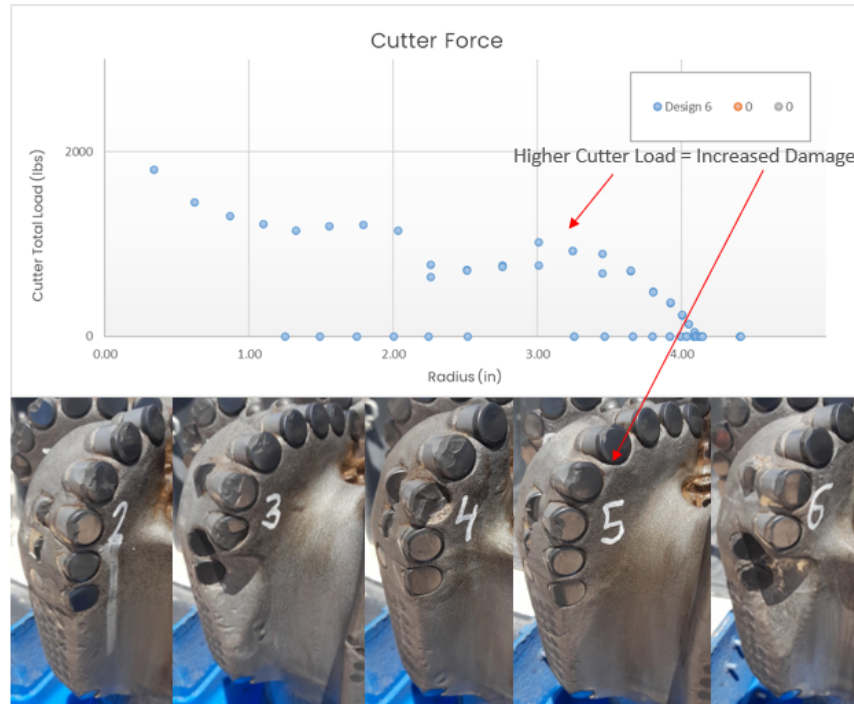 Cutter Force
Design 6 0 0
Higher Cutter Load = Increased Damage
2000
0
Cutter Total Load (lbs)
0.00 1.00 2.00 3.00 4.00
Radius (in)
2 3 4 5 6